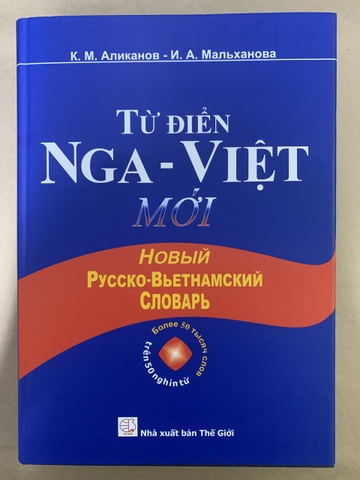 К. М. Аликанов - И. А. Мальханова
TỪ ĐIỂN
NGA - VIỆT
MỚI
НОВЫЙ
РУССКО-ВЬЕТНАМСКИЙ
СЛОВАРЬ
Более 50 тысяч слов
trên 50 nghìn từ
Nhà xuất bản Thế Giới